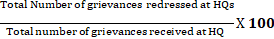 Total Number of grievances redressed at HQs
Total number of grievances received at HQ
X 100